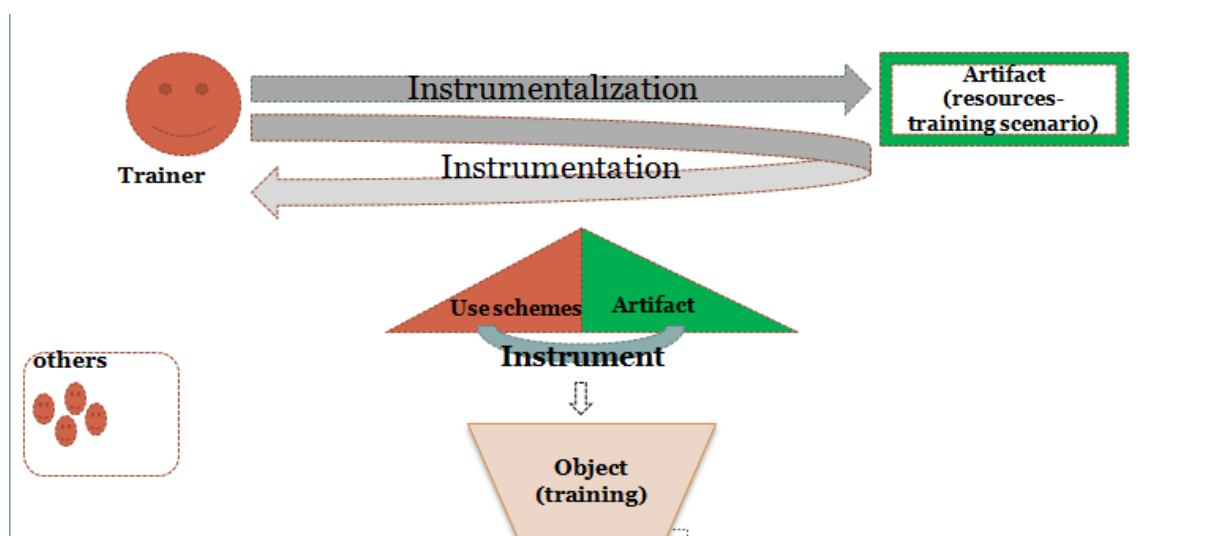 Instrumentalization
Artifact
(resources-
training scenario)
Trainer
Instrumentation
Use schemes
Artifact
Instrument
others
Object
(training)